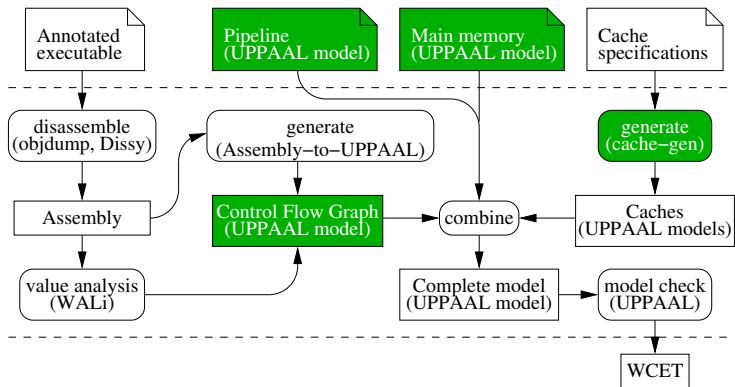 Annotated
executable
Pipeline
(UPPAAL model)
Main memory
(UPPAAL model)
Cache
specifications
disassemble
(objdump, Dissy)
generate
(Assembly−to−UPPAAL)
generate
(cache−gen)
Assembly
Control Flow Graph
(UPPAAL model)
combine
Caches
(UPPAAL models)
value analysis
(WALi)
Complete model
(UPPAAL model)
model check
(UPPAAL)
WCET